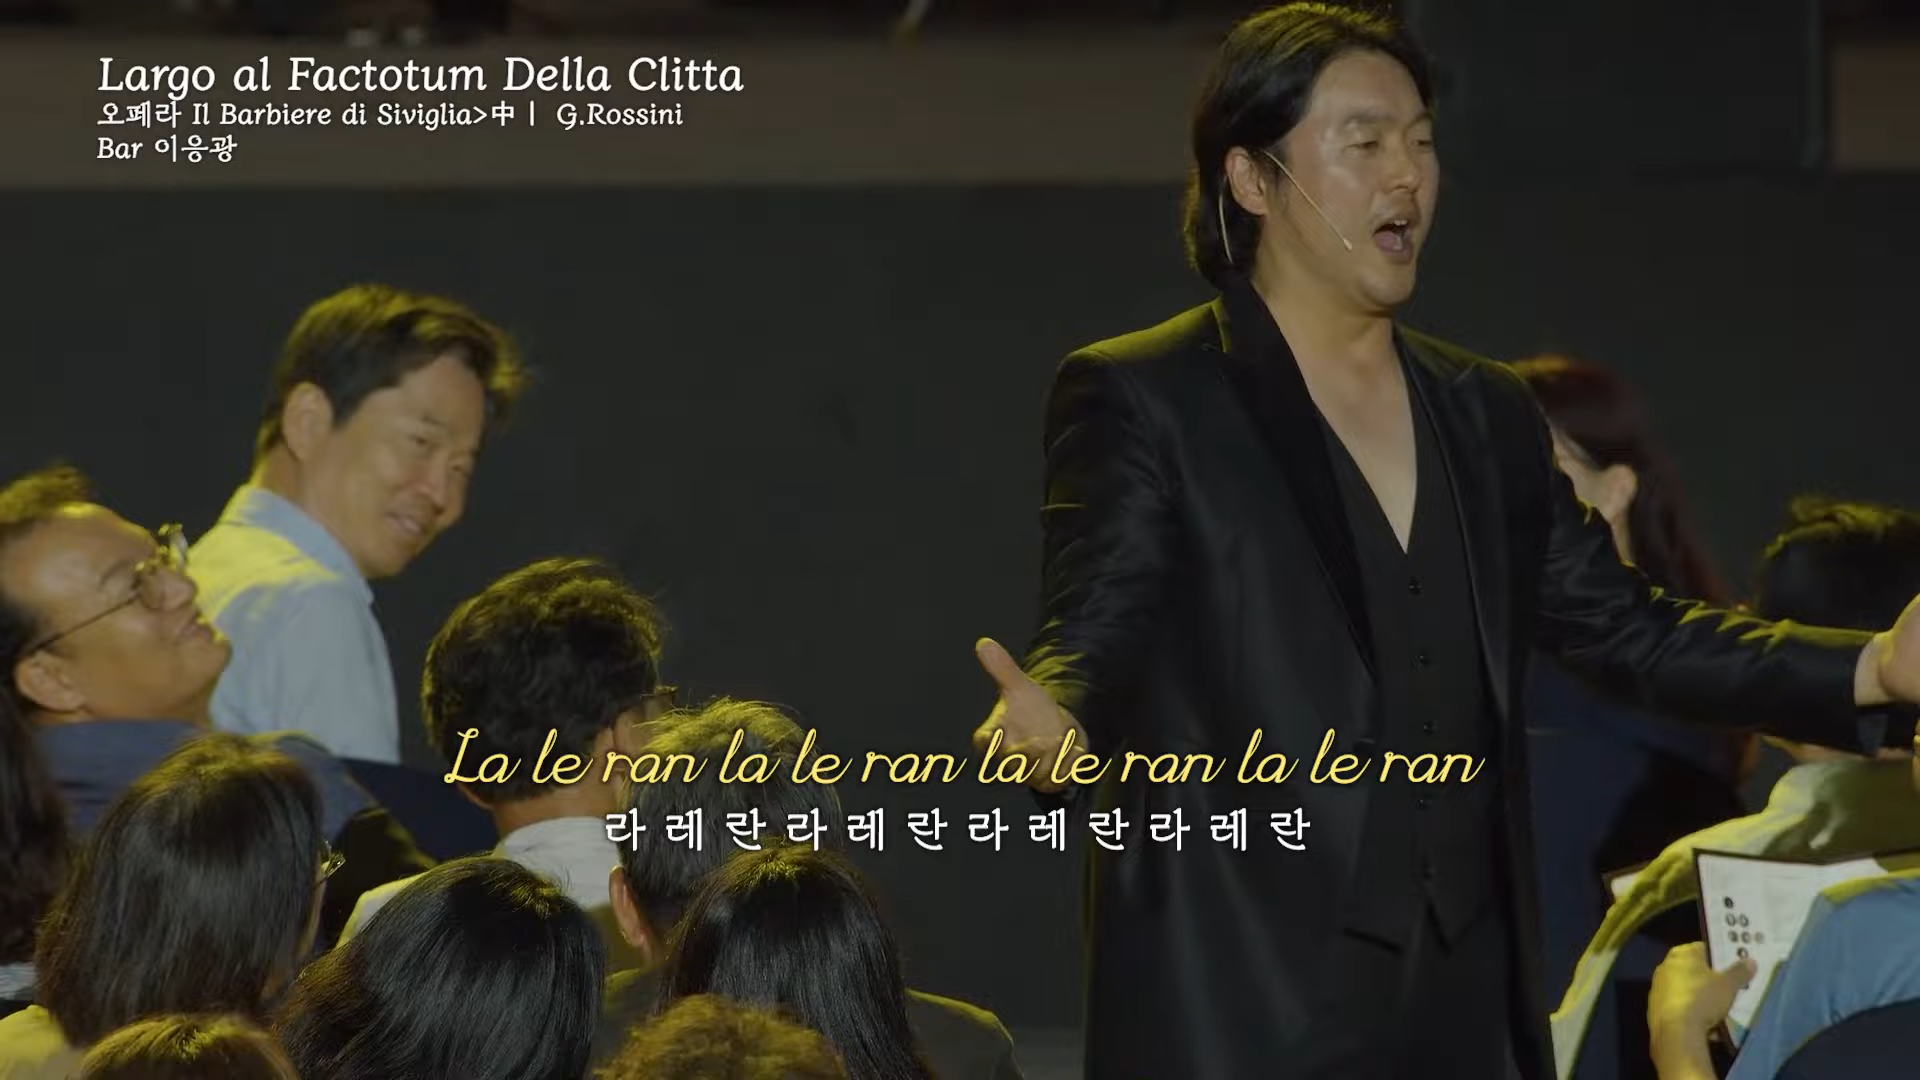 Largo al Factotum Della Clitta
오페라 Il Barbiere di Siviglia>中 | G.Rossini
Bar 이응광
La le ran la le ran la le ran la le ran
라 레 란 라 레 란 라 레 란 라 레 란